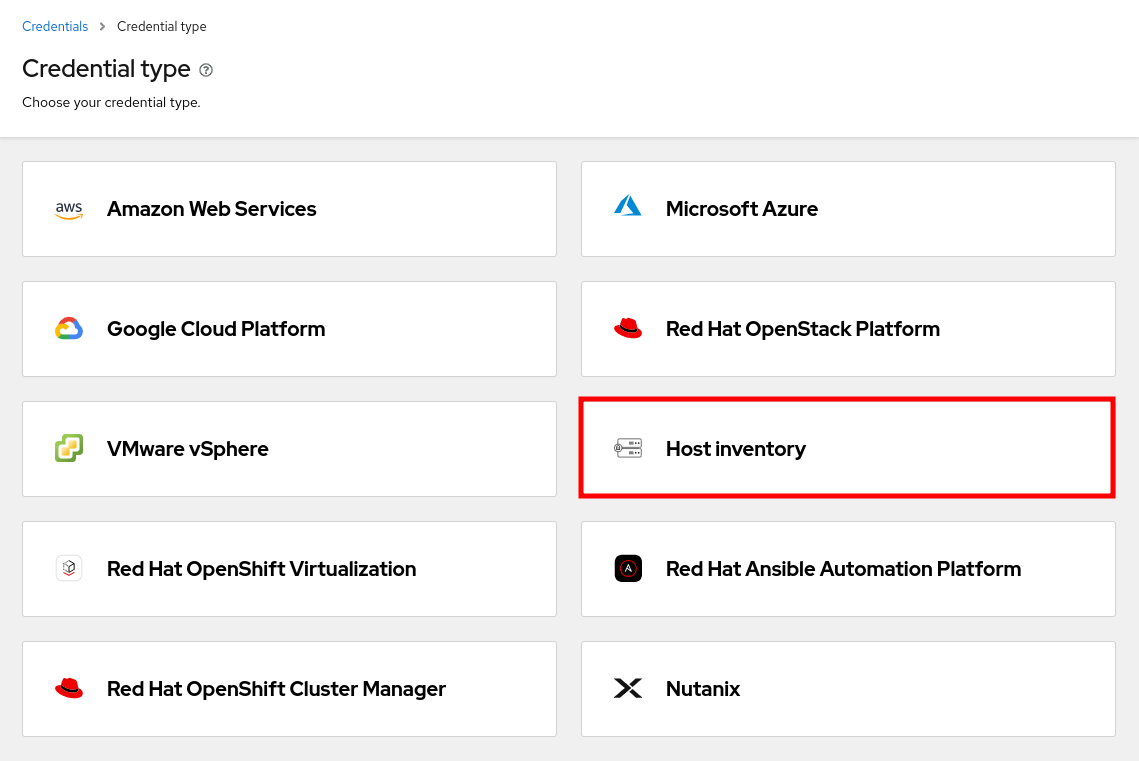 Credentials > Credential type
Credential type
Choose your credential type.
aws Amazon Web Services
Microsoft Azure
Google Cloud Platform
Red Hat OpenStack Platform
VMware vSphere
Host inventory
Red Hat OpenShift Virtualization
A Red Hat Ansible Automation Platform
Red Hat OpenShift Cluster Manager
Nutanix